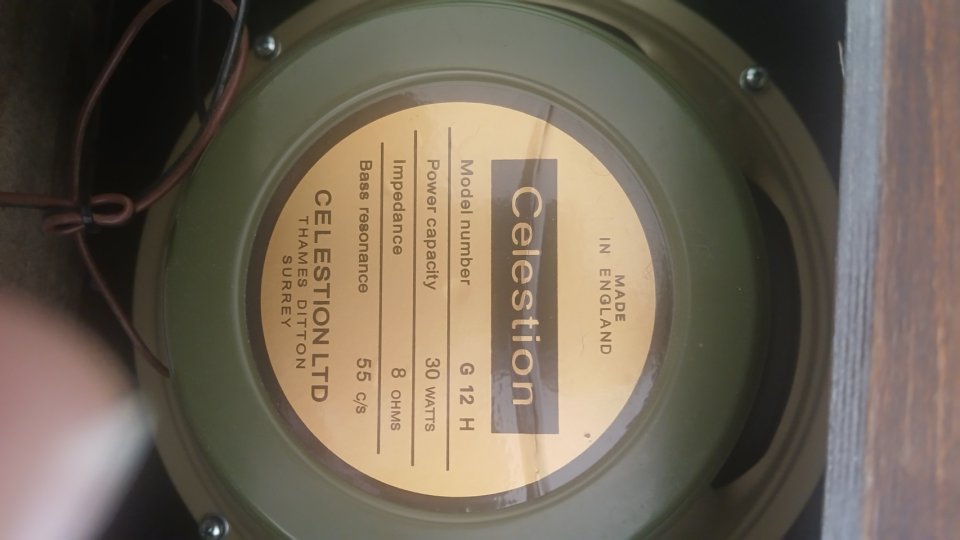 MADE
IN ENGLAND
Celestion
Model number G 12 H
Power capacity 30 WATTS
Impedance 8 OHMS
Bass resonance 55 C/S
CELESTION LTD
THAMES DITTON
SURREY